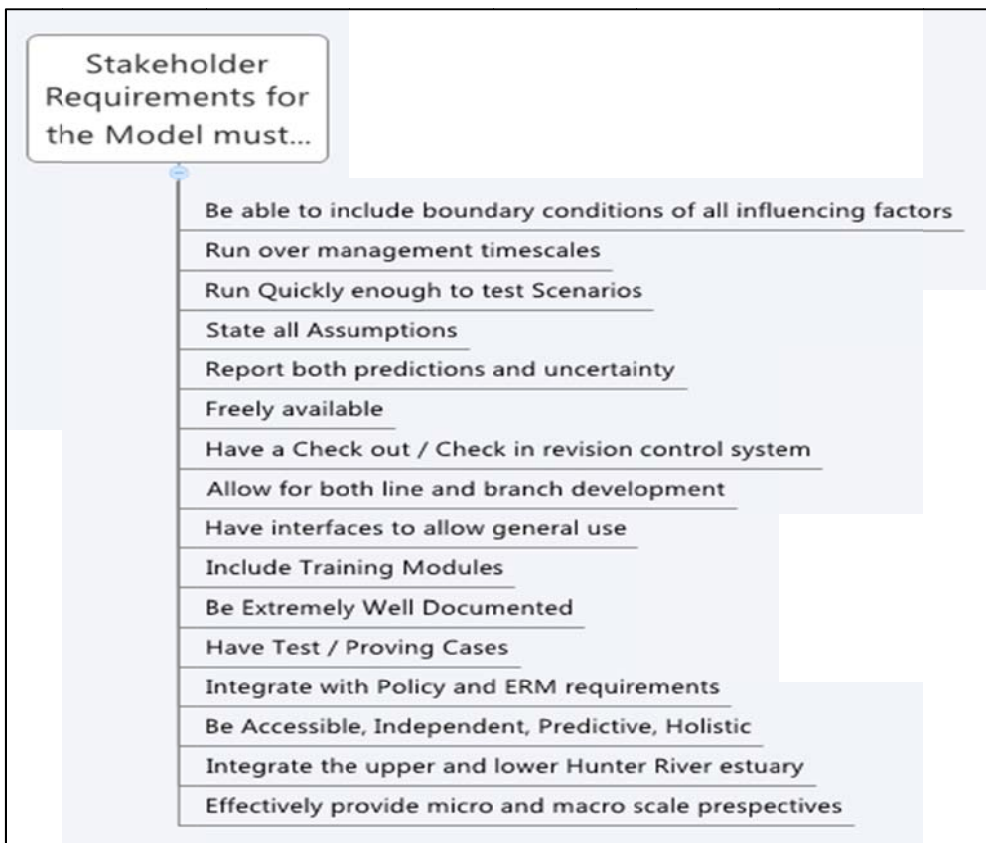 Stakeholder
Requirements for
the Model must...
Be able to include boundary conditions of all influencing factors
Run over management timescales
Run Quickly enough to test Scenarios
State all Assumptions
Report both predictions and uncertainty
Freely available
Have a Check out / Check in revision control system
Allow for both line and branch development
Have interfaces to allow general use
Include Training Modules
Be Extremely Well Documented
Have Test / Proving Cases
Integrate with Policy and ERM requirements
Be Accessible, Independent, Predictive, Holistic
Integrate the upper and lower Hunter River estuary
Effectively provide micro and macro scale prespectives